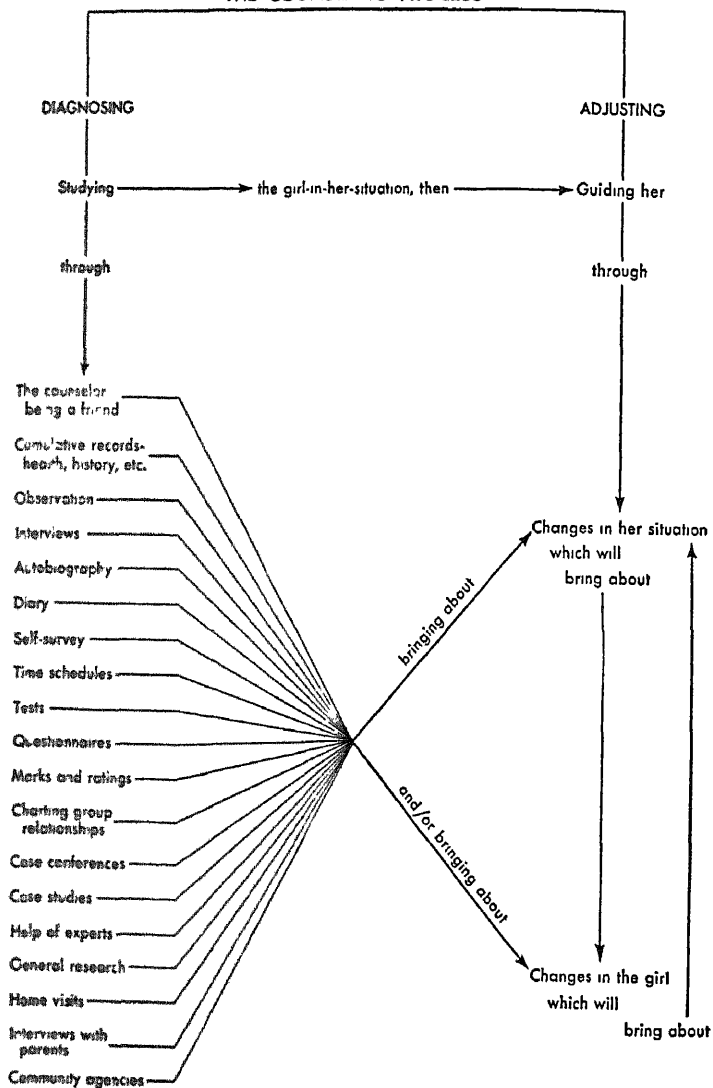 DIAGNOSING
ADJUSTING
Studying
the girl-in-her-situation, then
Guiding her
through
through
The counselor
being a friend
Cumulative records-
health, history, etc.
Observation
Interviews
Autobiography
Diary
Self-survey
Time schedules
Tests
Questionnaires
Marks and ratings
Charting group
relationships
Case conferences
Case studies
Help of experts
General research
Home visits
Interviews with
parents
Community agencies
bringing about
and/or bringing about
Changes in her situation
which will
bring about
Changes in the girl
which will
bring about